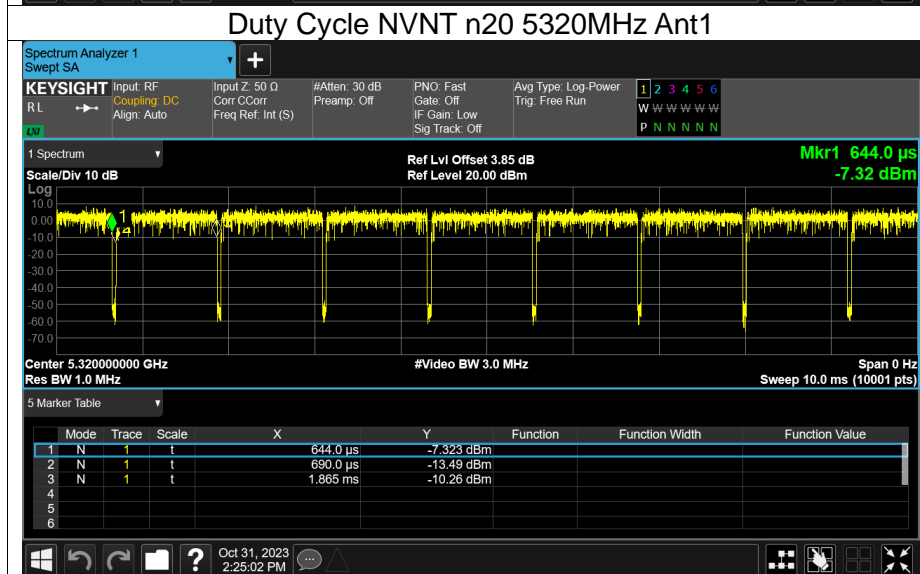 Duty Cycle NVNT n20 5320MHz Ant1
Spectrum Analyzer 1
Swept SA
+
KEYSIGHT Input: RF Input Z: 50 Ω #Atten: 30 dB PNO: Fast Avg Type: Log-Power 1 2 3 4 5 6
R L Coupling: DC Corr CCorr Preamp: Off Gate: Off Trig: Free Run W W W W W W
Align: Auto Freq Ref: Int (S) IF Gain: Low
LXI Sig Track: Off P N N N N N
1 Spectrum Ref Lvl Offset 3.85 dB Mkr1 644.0 µs
Scale/Div 10 dB Ref Level 20.00 dBm -7.32 dBm
Log
10.0
0.00
-10.0
-20.0
-30.0
-40.0
-50.0
-60.0
-70.0
1
Center 5.320000000 GHz #Video BW 3.0 MHz Span 0 Hz
Res BW 1.0 MHz Sweep 10.0 ms (10001 pts)
5 Marker Table
Mode Trace Scale X Y Function Function Width Function Value
1 N 1 t 644.0 µs -7.323 dBm
2 N 1 t 690.0 µs -13.49 dBm
3 N 1 t 1.865 ms -10.26 dBm
4
5
6
? Oct 31, 2023
2:25:02 PM